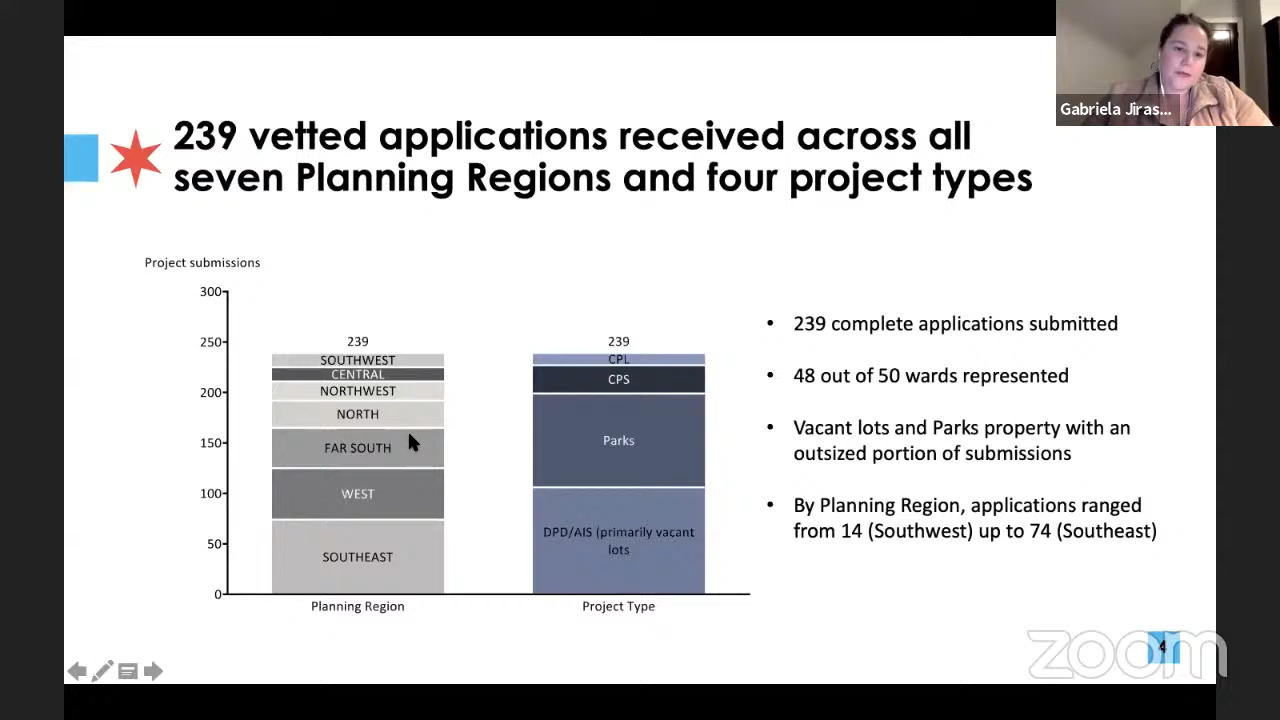 Gabriela Jiras...
239 vetted applications received across all
seven Planning Regions and four project types
Project submissions
300
250
200
150
100
50
0
239
SOUTHWEST
CENTRAL
NORTHWEST
NORTH
FAR SOUTH
WEST
SOUTHEAST
Planning Region
239
CPL
CPS
Parks
DPD/AIS (primarily vacant
lots
Project Type
• 239 complete applications submitted
• 48 out of 50 wards represented
• Vacant lots and Parks property with an
outsized portion of submissions
• By Planning Region, applications ranged
from 14 (Southwest) up to 74 (Southeast)
zoom
4